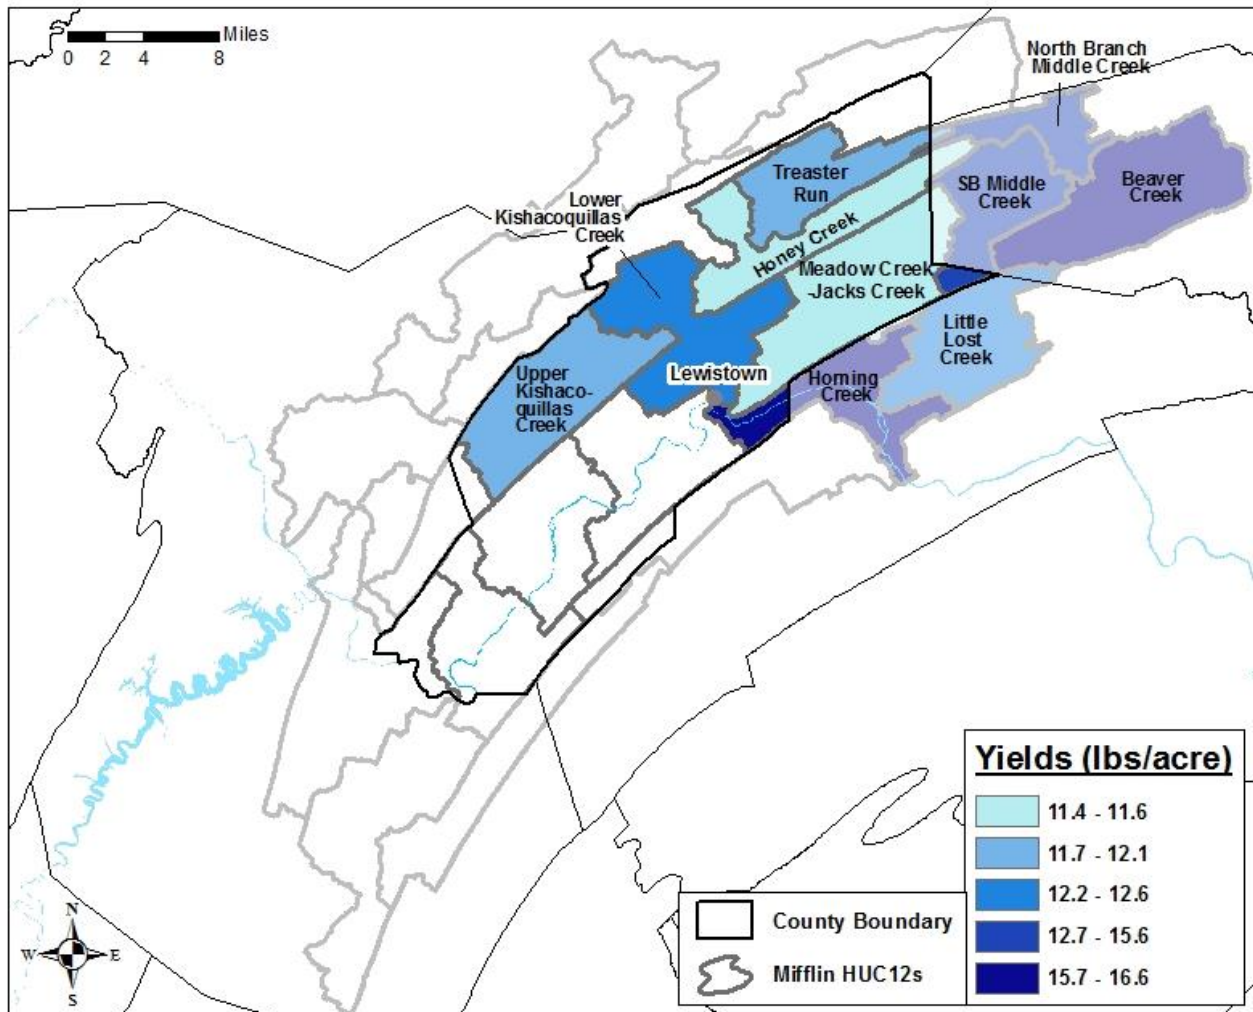 Miles
0 2 4 8
North Branch
Middle Creek
Treaster
Run
Beaver
Creek
SB Middle
Creek
Lower
Kishacoquillas
Creek
Honey Creek
Meadow Creek
-Jacks Creek
Little
Lost
Creek
Upper
Kishaco-
quillas
Creek
Lewistown
Horning
Creek
Yields (lbs/acre)
11.4 - 11.6
11.7 - 12.1
12.2 - 12.6
12.7 - 15.6
15.7 - 16.6
County Boundary
Mifflin HUC12s
N
W E
S